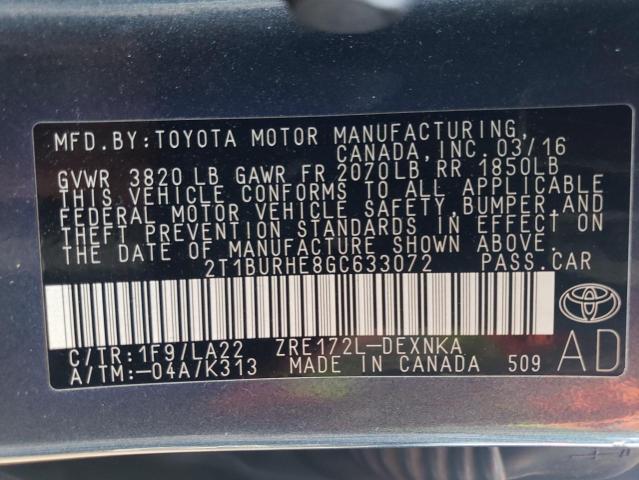 MFD.BY:TOYOTA MOTOR MANUFACTURING,
CANADA,INC. 03/16
GVWR 3820 LB GAWR FR 2070LB RR 1850LB
THIS VEHICLE CONFORMS TO ALL APPLICABLE
FEDERAL MOTOR VEHICLE SAFETY,BUMPER,AND
THEFT PREVENTION STANDARDS IN EFFECT ON
THE DATE OF MANUFACTURE SHOWN ABOVE.
2T1BURHE8GC633072 PASS.CAR
C/TR:1F9/LA22 ZRE172L-DEXNKA
A/TM:-04A/K313 MADE IN CANADA 509
AD